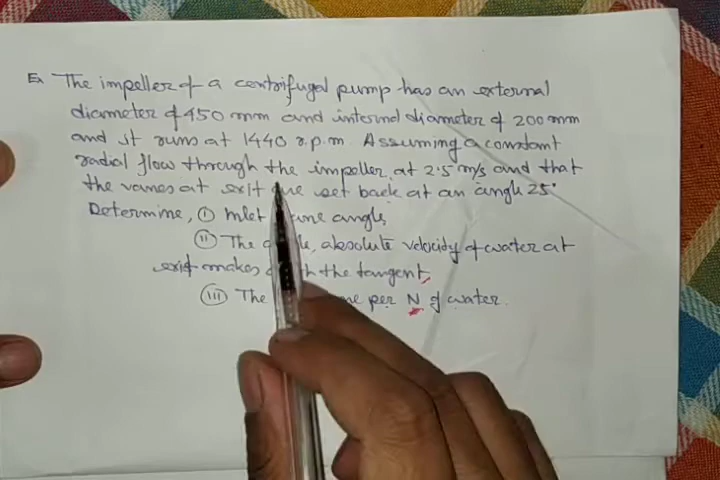 Ex The impeller of a centrifugal pump has an external
diameter of 450 mm and internal diameter of 200 mm
and it runs at 1440 r.p.m. Assuming a constant
radial flow through the impeller at 2.5 m/s and that
the vanes at exit are set back at an angle 25°
Determine, (i) Inlet vane angle,
(ii) The absolute velocity of water at
exit makes with the tangent,
(iii) The per N of water.